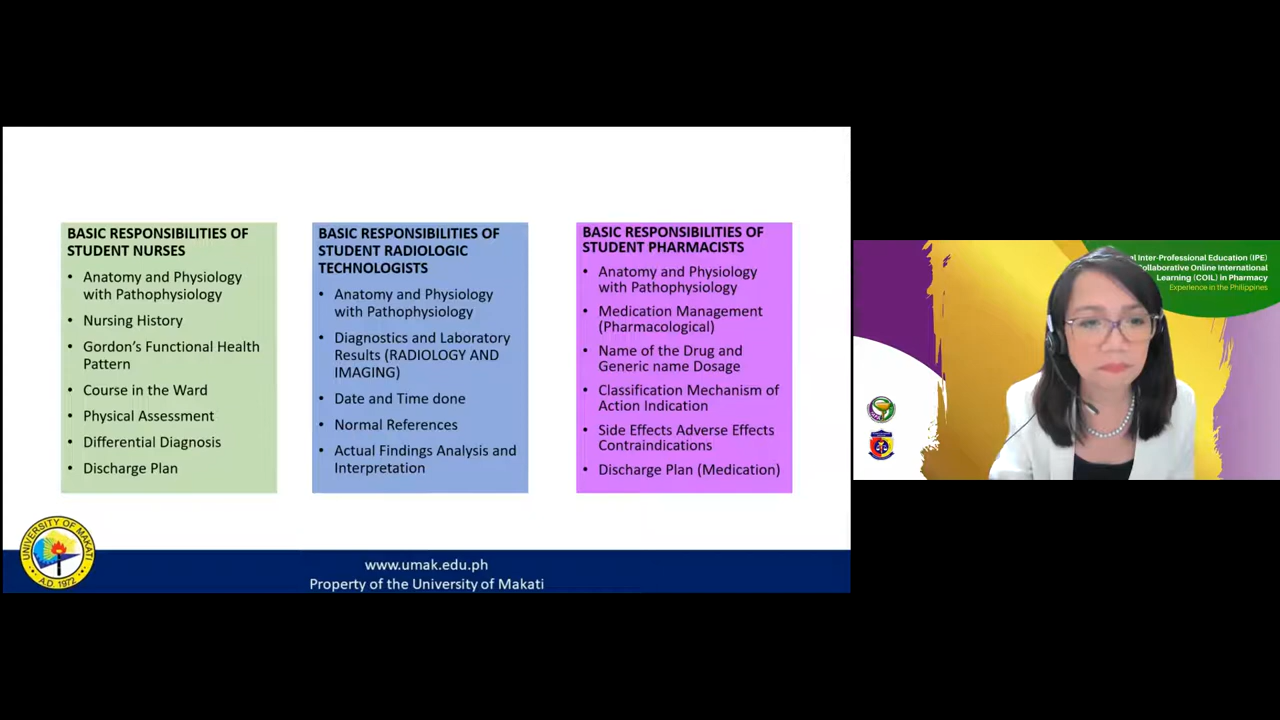 BASIC RESPONSIBILITIES OF
STUDENT NURSES
• Anatomy and Physiology
with Pathophysiology
• Nursing History
• Gordon's Functional Health
Pattern
• Course in the Ward
• Physical Assessment
• Differential Diagnosis
• Discharge Plan
BASIC RESPONSIBILITIES OF
STUDENT RADIOLOGIC
TECHNOLOGISTS
• Anatomy and Physiology
with Pathophysiology
• Diagnostics and Laboratory
Results (RADIOLOGY AND
IMAGING)
• Date and Time done
• Normal References
• Actual Findings Analysis and
Interpretation
BASIC RESPONSIBILITIES OF
STUDENT PHARMACISTS
• Anatomy and Physiology
with Pathophysiology
• Medication Management
(Pharmacological)
• Name of the Drug and
Generic name Dosage
• Classification Mechanism of
Action Indication
• Side Effects Adverse Effects
Contraindications
• Discharge Plan (Medication)
UNIVERSITY OF MAKATI
A.D. 1972
www.umak.edu.ph
Property of the University of Makati
Inter-Professional Education (IPE)
Collaborative Online International
Learning (COIL) in Pharmacy
Experience in the Philippines